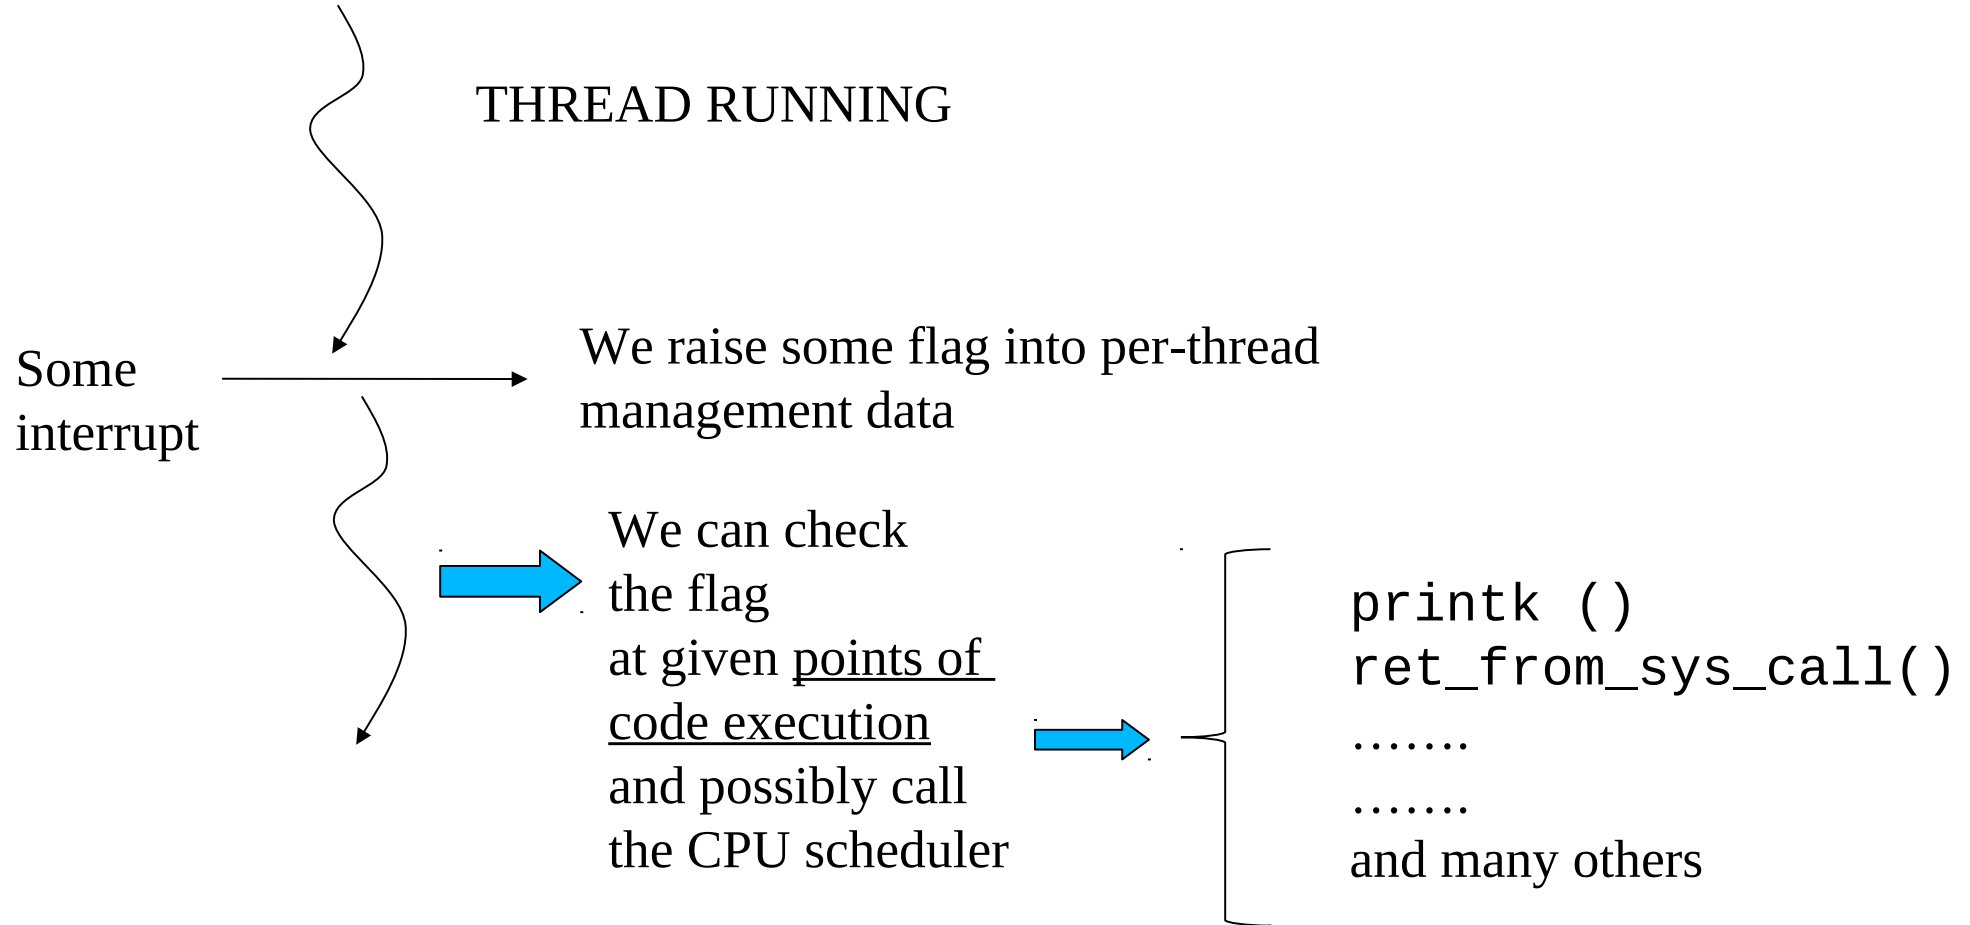 THREAD RUNNING
Some
interrupt
We raise some flag into per-thread
management data
We can check
the flag
at given points of
code execution
and possibly call
the CPU scheduler
printk ()
ret_from_sys_call()
…….
…….
and many others